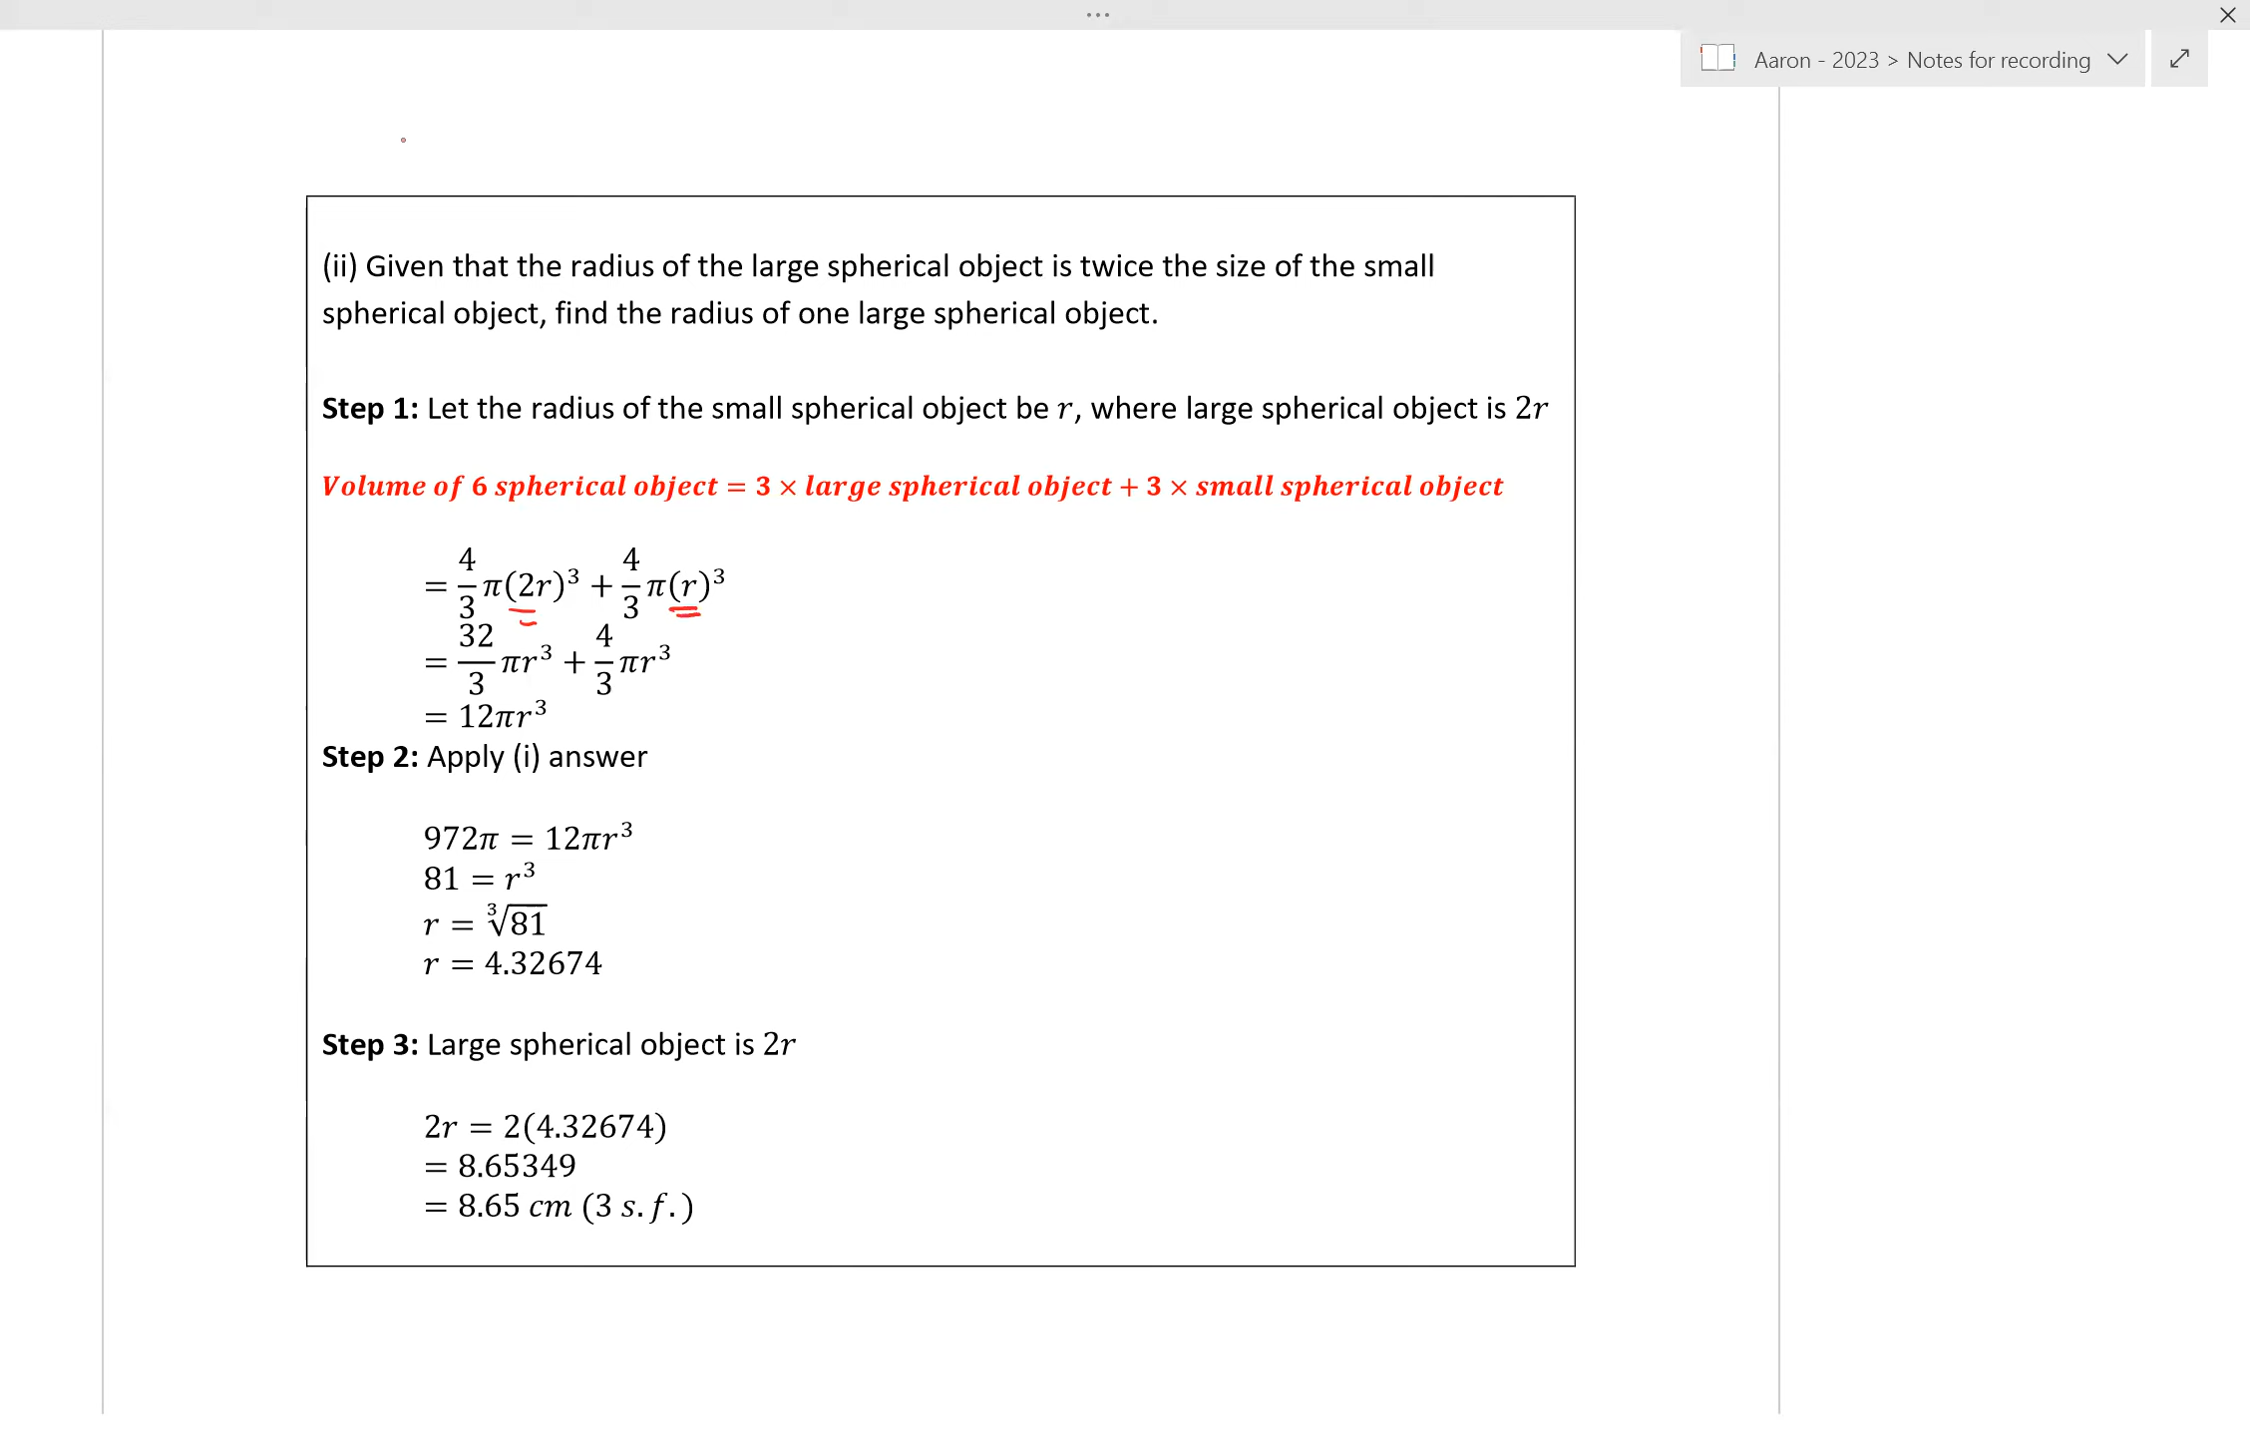 Aaron - 2023 > Notes for recording
(ii) Given that the radius of the large spherical object is twice the size of the small
spherical object, find the radius of one large spherical object.
Step 1: Let the radius of the small spherical object be r, where large spherical object is 2r
Volume of 6 spherical object = 3 × large spherical object + 3 × small spherical object
= 4/3 π(2r)³ + 4/3 π(r)³
= 32/3 πr³ + 4/3 πr³
= 12πr³
Step 2: Apply (i) answer
972π = 12πr³
81 = r³
r = ∛81
r = 4.32674
Step 3: Large spherical object is 2r
2r = 2(4.32674)
= 8.65349
= 8.65 cm (3 s.f.)